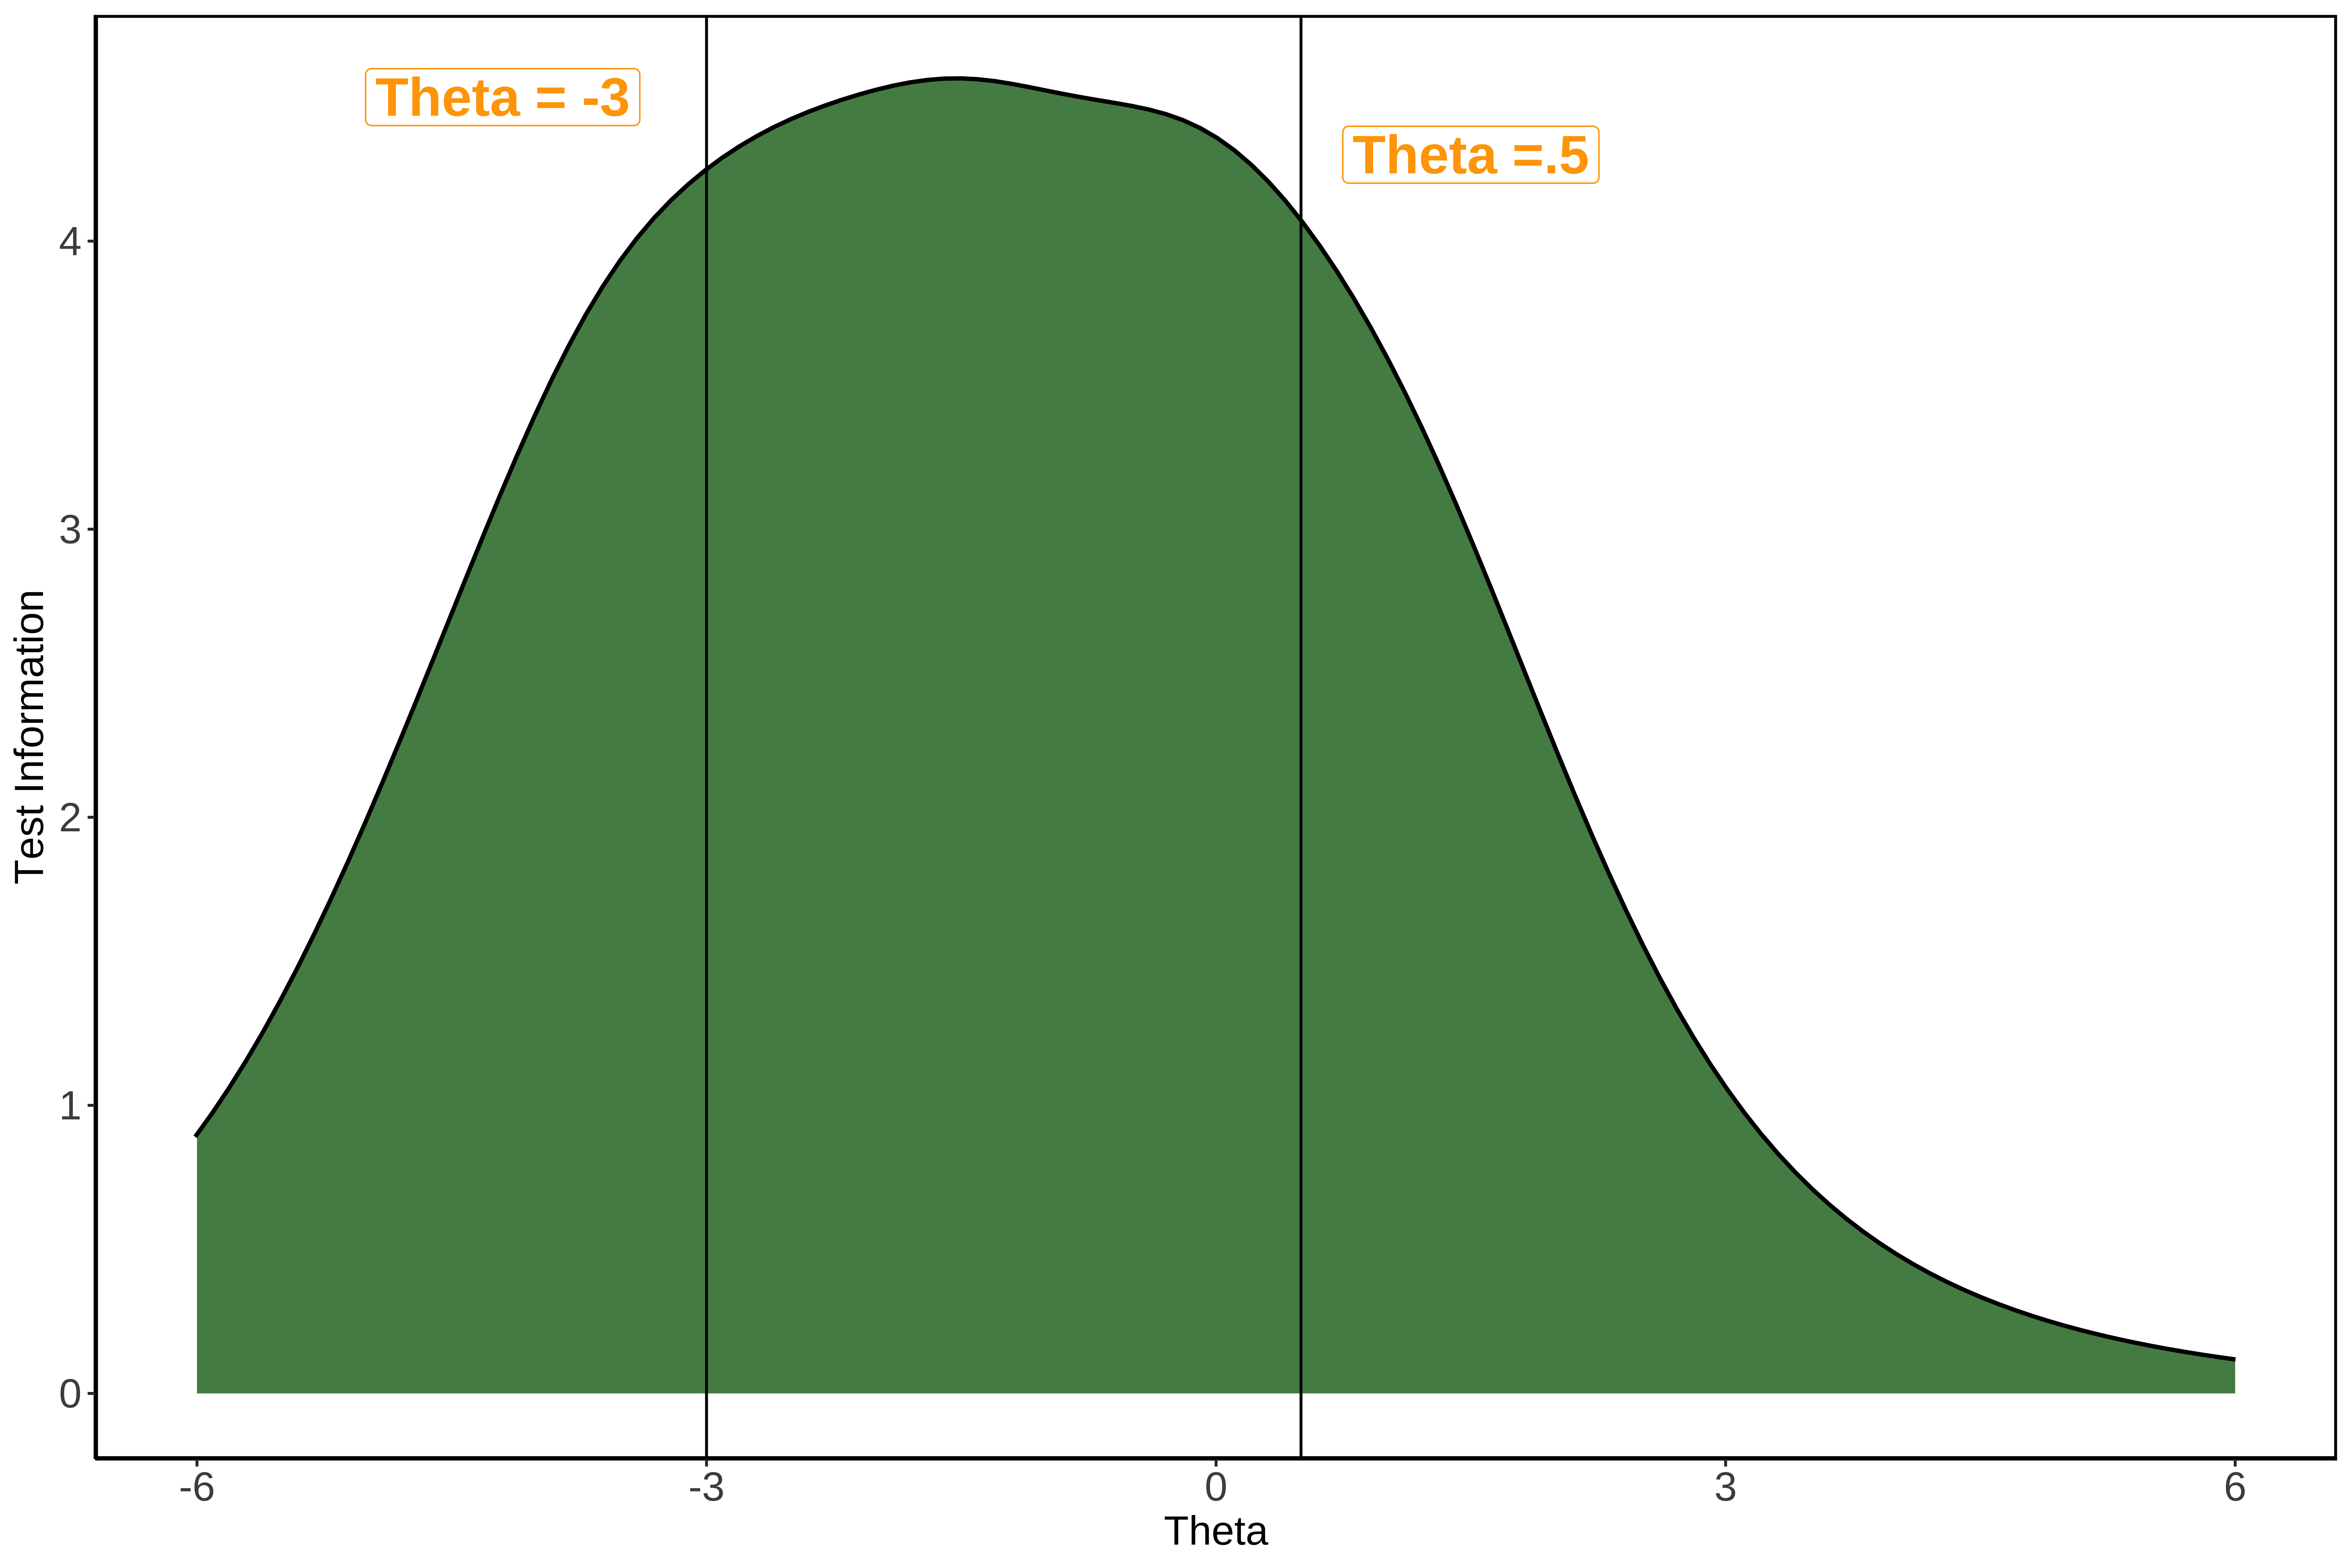 Theta = -3
Theta =.5
4
3
2
1
0
Test Information
-6 -3 0 3 6
Theta